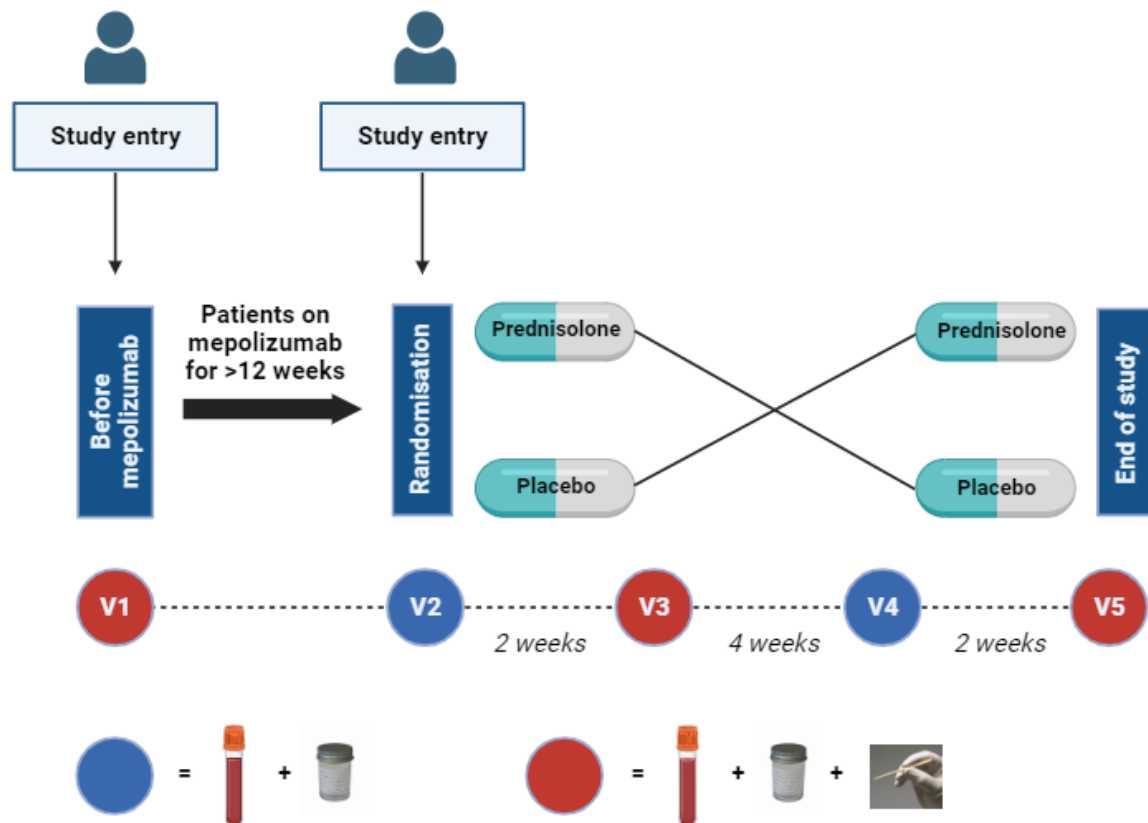 Study entry
Study entry
Before
mepolizumab
Patients on
mepolizumab
for >12 weeks
Randomisation
Prednisolone
Prednisolone
Placebo
Placebo
End of study
V1
V2
V3
V4
V5
2 weeks
4 weeks
2 weeks
= +
= + +